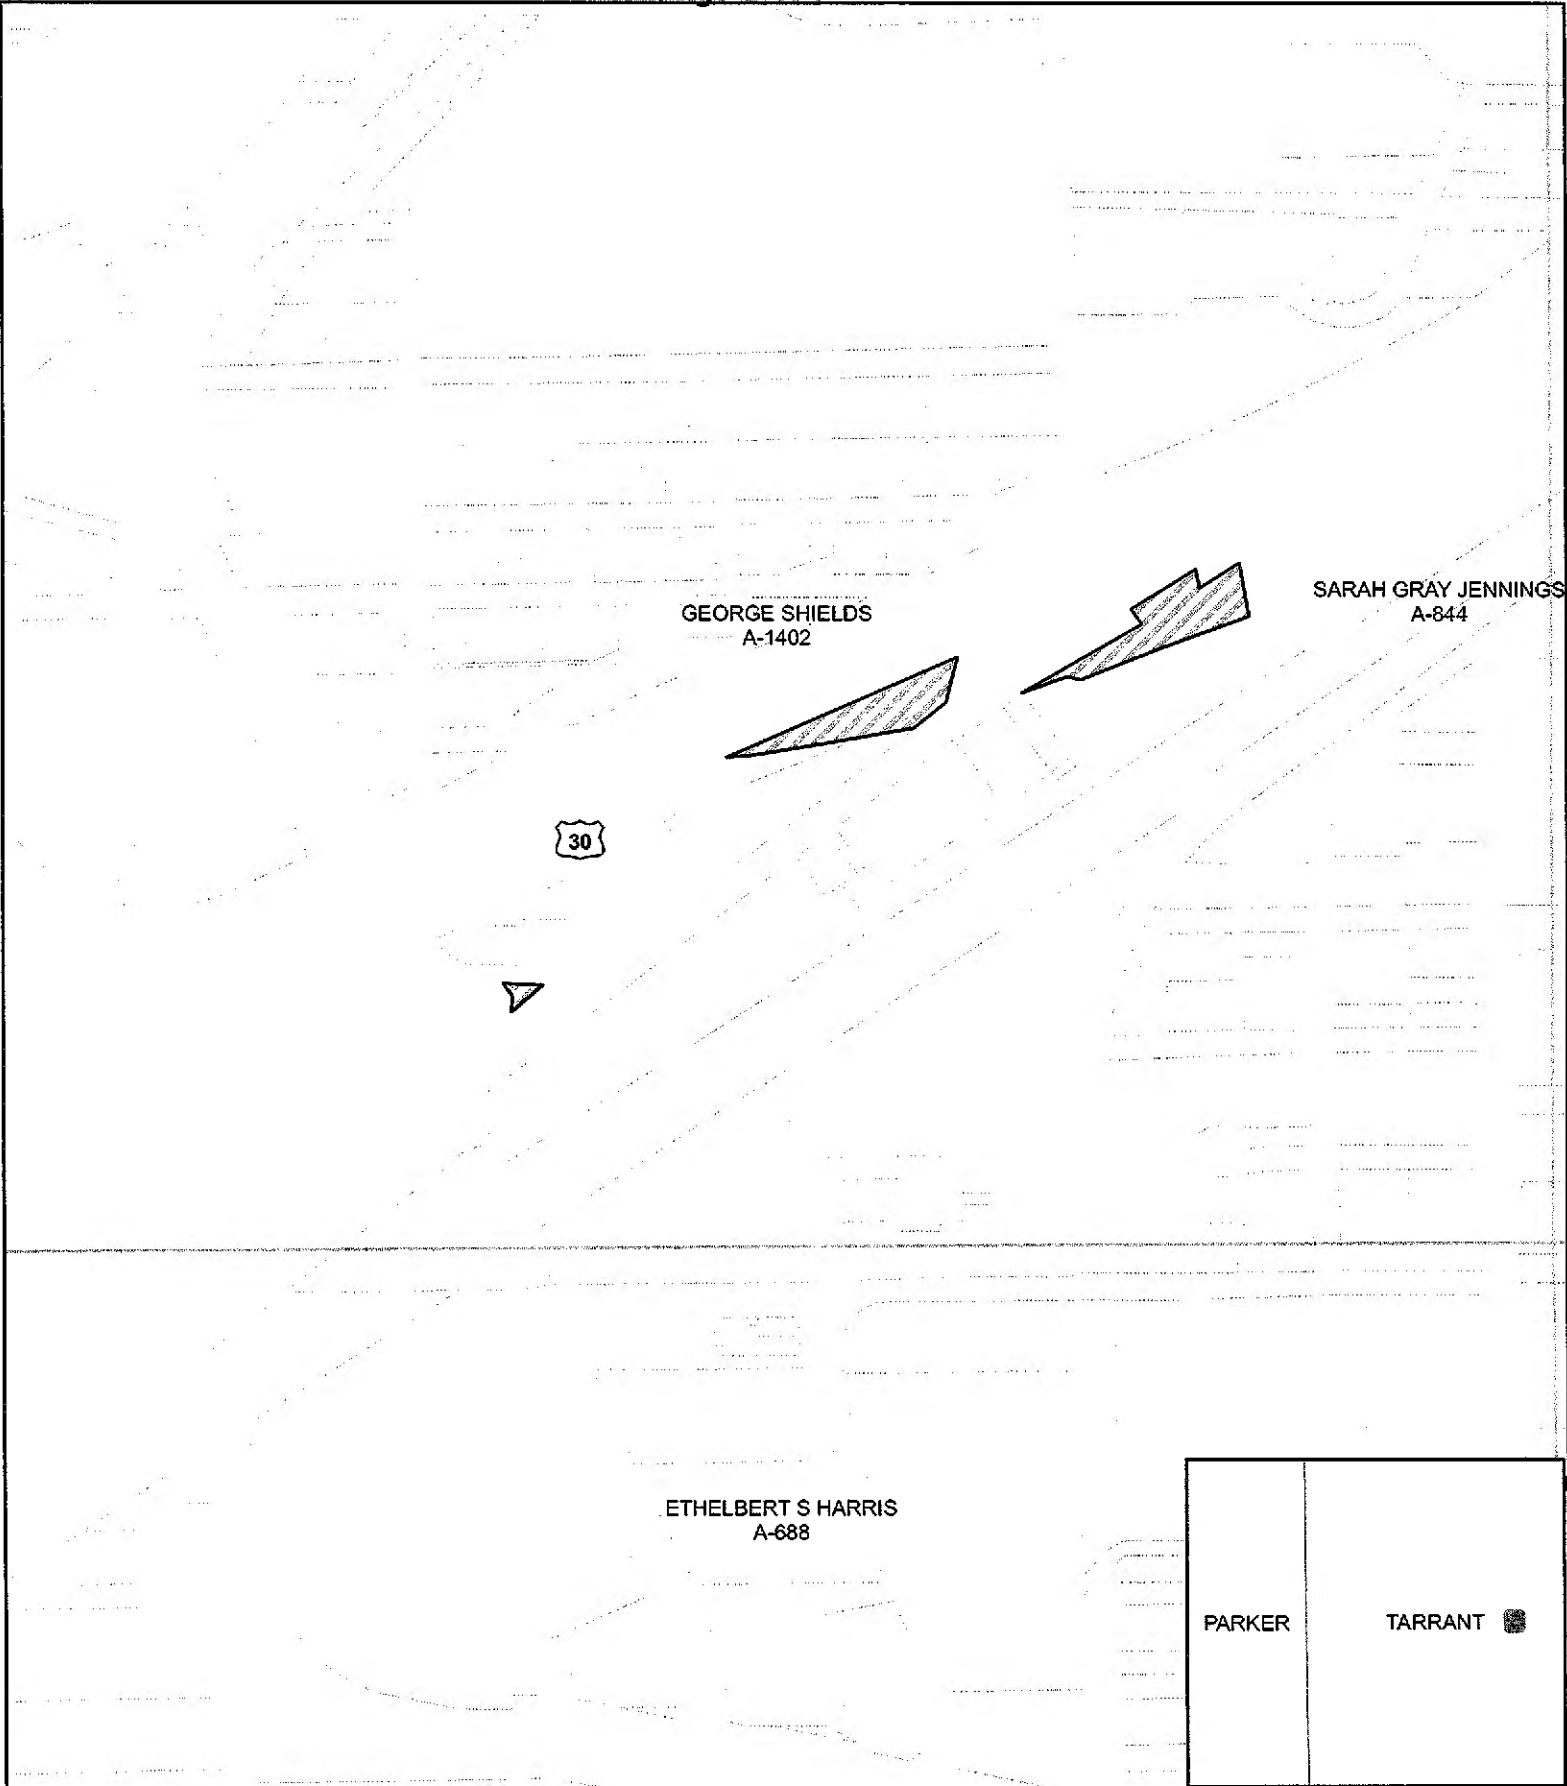 GEORGE SHIELDS
A-1402
SARAH GRAY JENNINGS
A-844
30
ETHELBERT S HARRIS
A-688
PARKER
TARRANT